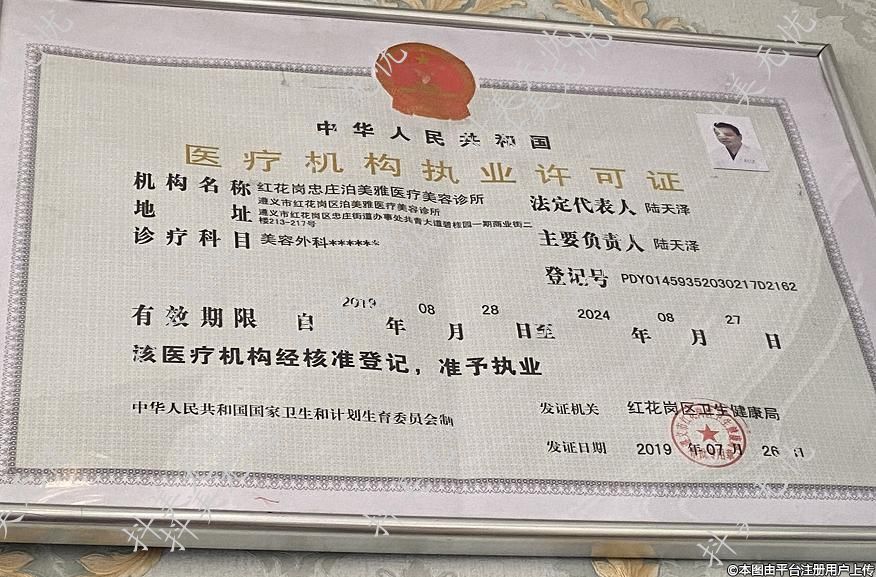 中华人民共和国
医疗机构执业许可证
机构名称 红花岗忠庄泊美雅医疗美容诊所
遵义市红花岗区泊美雅医疗美容诊所
地址 遵义市红花岗区忠庄街道办事处共青大道碧桂园一期商业街二楼213-217号
诊疗科目 美容外科******
法定代表人 陆天泽
主要负责人 陆天泽
登记号 PDY01459352030217D2162
有效期限 自 2019 年 08 月 28 日至 2024 年 08 月 27 日
该医疗机构经核准登记，准予执业
中华人民共和国国家卫生和计划生育委员会制
发证机关 红花岗区卫生健康局
发证日期 2019 年 07 月 26 日
©本图由平台注册用户上传